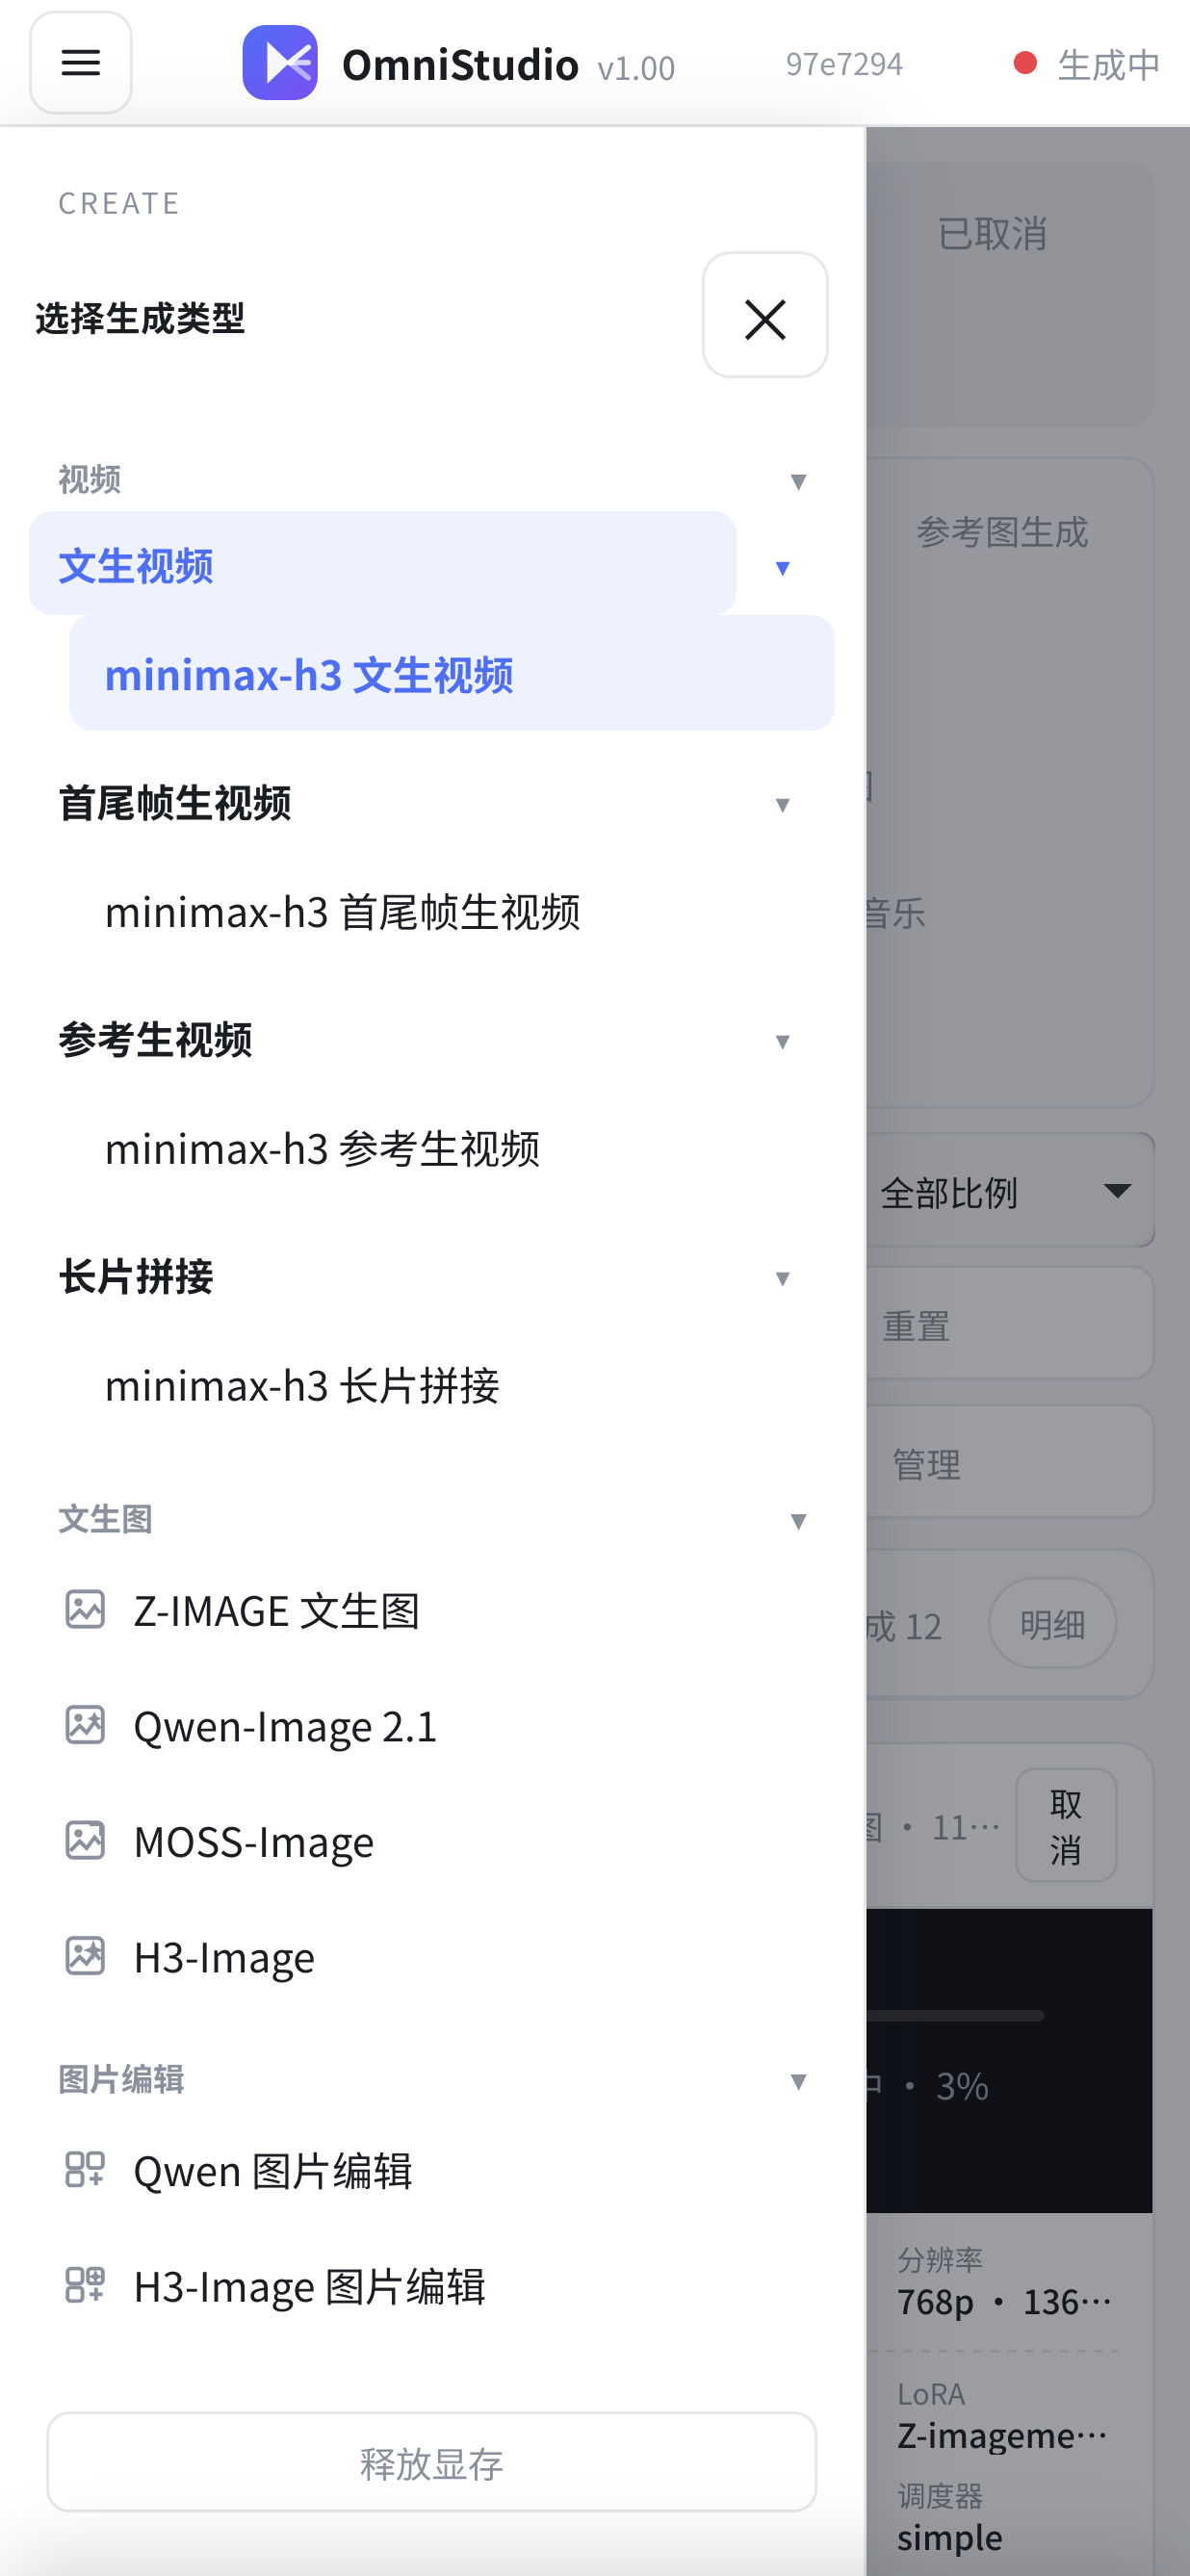 OmniStudio v1.00
97e7294
生成中
CREATE
选择生成类型
视频
文生视频
minimax-h3 文生视频
首尾帧生视频
minimax-h3 首尾帧生视频
参考生视频
minimax-h3 参考生视频
长片拼接
minimax-h3 长片拼接
文生图
Z-IMAGE 文生图
Qwen-Image 2.1
MOSS-Image
H3-Image
图片编辑
Qwen 图片编辑
H3-Image 图片编辑
释放显存
已取消
参考图生成
音乐
全部比例
重置
管理
成 12
明细
图 · 11…
取
消
中 · 3%
分辨率
768p · 136…
LoRA
Z-imageme…
调度器
simple